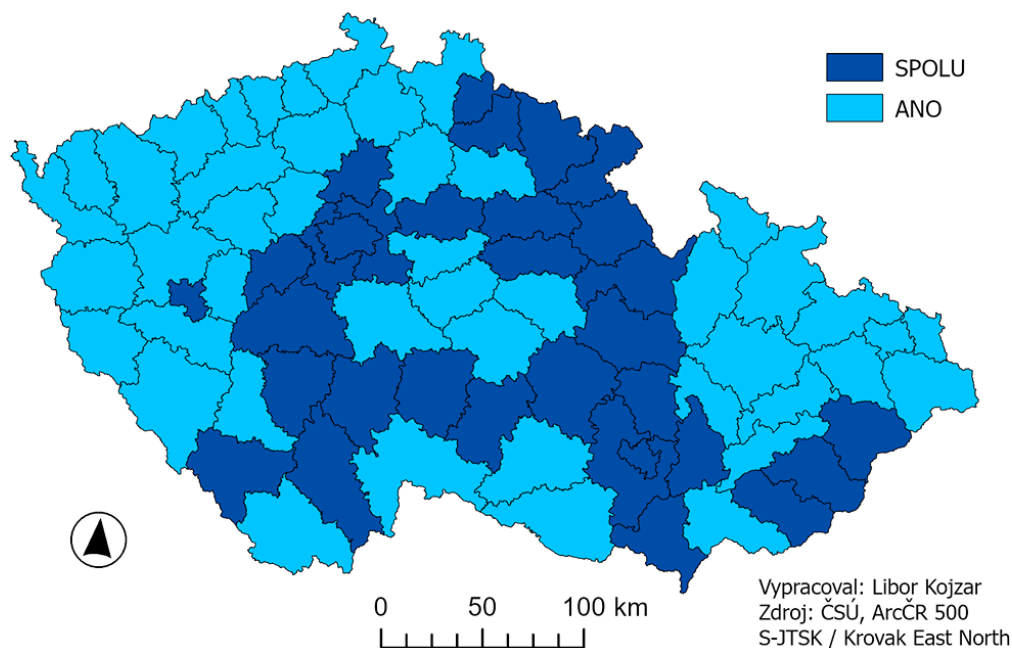 SPOLU
ANO
0 50 100 km
Vypracoval: Libor Kojzar
Zdroj: ČSÚ, ArcČR 500
S-JTSK / Krovak East North